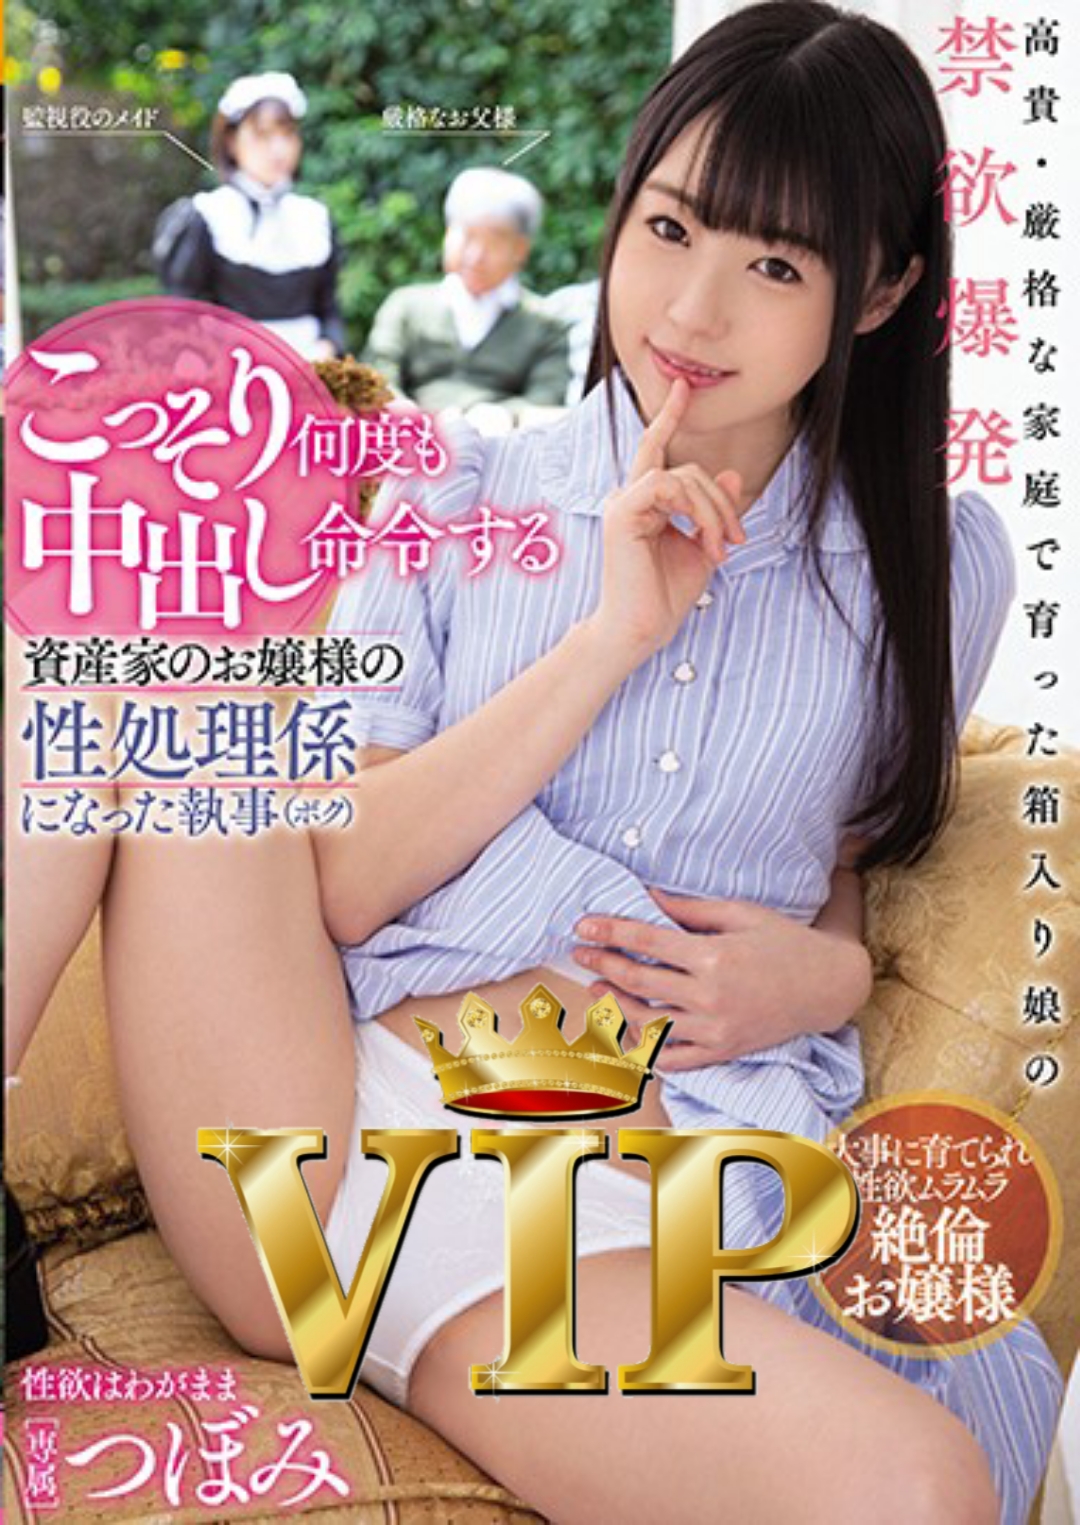 高貴・厳格な家庭で育った箱入り娘の
禁欲爆発
監視役のメイド
厳格なお父様
こっそり何度も
中出し命令する
資産家のお嬢様の
性処理係
になった執事(ボク)
VIP
大事に育てられ
性欲ムラムラ
絶倫
お嬢様
性欲はわがまま
[専属]つぼみ